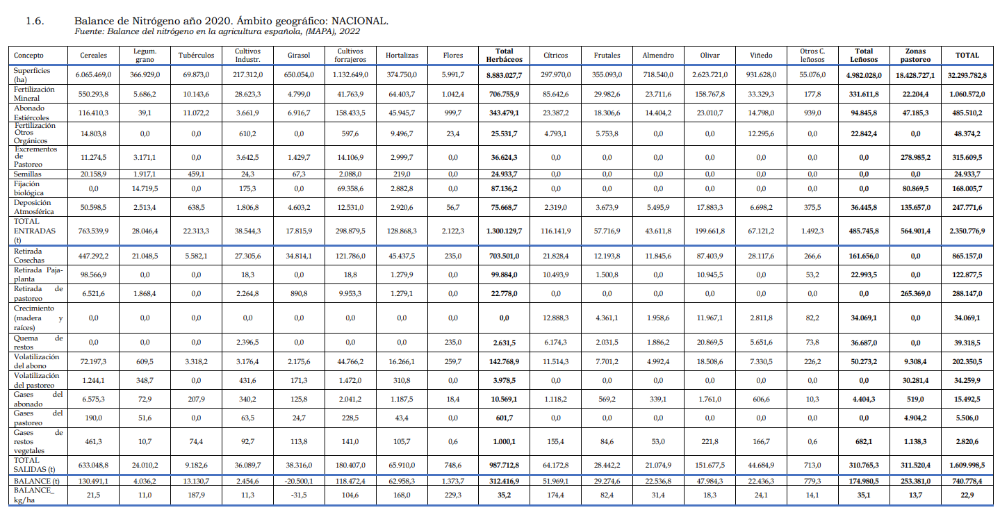 1.6. Balance de Nitrógeno año 2020. Ámbito geográfico: NACIONAL.
Fuente: Balance del nitrógeno en la agricultura española, (MAPA), 2022
Concepto Cereales Legum. grano Tubérculos Cultivos Industr. Girasol Cultivos forrajeros Hortalizas Flores Total Herbáceos Cítricos Frutales Almendro Olivar Viñedo Otros C. leñosos Total Leñosos Zonas pastoreo TOTAL
Superficies (ha) 6.065.469,0 366.929,0 69.873,0 217.312,0 650.054,0 1.132.649,0 374.750,0 5.991,7 8.883.027,7 297.970,0 355.093,0 718.540,0 2.623.721,0 931.628,0 55.076,0 4.982.028,0 18.428.727,1 32.293.782,8
Fertilización Mineral 550.293,8 5.686,2 10.143,6 28.623,3 4.799,0 41.763,9 64.403,7 1.042,4 706.755,9 85.642,6 29.982,6 23.711,6 158.767,8 33.329,3 177,8 331.611,8 22.204,4 1.060.572,0
Abonado Estiércoles 116.410,3 39,1 11.072,2 3.661,9 6.916,7 158.433,5 45.945,7 999,7 343.479,1 23.387,2 18.306,6 14.404,2 23.010,7 14.798,0 939,0 94.845,8 47.185,3 485.510,2
Fertilización Otros Orgánicos 14.803,8 0,0 0,0 610,2 0,0 597,6 9.496,7 23,4 25.531,7 4.793,1 5.753,8 0,0 0,0 12.295,6 0,0 22.842,4 0,0 48.374,2
Excrementos de Pastoreo 11.274,5 3.171,1 0,0 3.642,5 1.429,7 14.106,9 2.999,7 0,0 36.624,3 0,0 0,0 0,0 0,0 0,0 0,0 0,0 278.985,2 315.609,5
Semillas 20.158,9 1.917,1 459,1 24,3 67,3 2.088,0 219,0 0,0 24.933,7 0,0 0,0 0,0 0,0 0,0 0,0 0,0 0,0 24.933,7
Fijación biológica 0,0 14.719,5 0,0 175,3 0,0 69.358,6 2.882,8 0,0 87.136,2 0,0 0,0 0,0 0,0 0,0 0,0 0,0 80.869,5 168.005,7
Deposición Atmosférica 50.598,5 2.513,4 638,5 1.806,8 4.603,2 12.531,0 2.920,6 56,7 75.668,7 2.319,0 3.673,9 5.495,9 17.883,3 6.698,2 375,5 36.445,8 135.657,0 247.771,6
TOTAL ENTRADAS (t) 763.539,9 28.046,4 22.313,3 38.544,3 17.815,9 298.879,5 128.868,3 2.122,3 1.300.129,7 116.141,9 57.716,9 43.611,8 199.661,8 67.121,2 1.492,3 485.745,8 564.901,4 2.350.776,9
Retirada Cosechas 447.292,2 21.048,5 5.582,1 27.305,6 34.814,1 121.786,0 45.437,5 235,0 703.501,0 21.828,4 12.193,8 11.845,6 87.403,9 28.117,6 266,6 161.656,0 0,0 865.157,0
Retirada Paja-planta 98.566,9 0,0 0,0 18,3 0,0 18,8 1.279,9 0,0 99.884,0 10.493,9 1.500,8 0,0 10.945,5 0,0 53,2 22.993,5 0,0 122.877,5
Retirada de pastoreo 6.521,6 1.868,4 0,0 2.264,8 890,8 9.953,3 1.279,1 0,0 22.778,0 0,0 0,0 0,0 0,0 0,0 0,0 0,0 265.369,0 288.147,0
Crecimiento (madera y raíces) 0,0 0,0 0,0 0,0 0,0 0,0 0,0 0,0 0,0 12.888,3 4.361,1 1.958,6 11.967,1 2.811,8 82,2 34.069,1 0,0 34.069,1
Quema de restos 0,0 0,0 0,0 2.396,5 0,0 0,0 0,0 235,0 2.631,5 6.174,3 2.031,5 1.886,2 20.869,5 5.651,6 73,8 36.687,0 0,0 39.318,5
Volatilización del abono 72.197,3 609,5 3.318,2 3.176,4 2.175,6 44.766,2 16.266,1 259,7 142.768,9 11.514,3 7.701,2 4.992,4 18.508,6 7.330,5 226,2 50.273,2 9.308,4 202.350,5
Volatilización del pastoreo 1.244,1 348,7 0,0 431,6 171,3 1.472,0 310,8 0,0 3.978,5 0,0 0,0 0,0 0,0 0,0 0,0 0,0 30.281,4 34.259,9
Gases del abonado 6.575,3 72,9 207,9 340,2 125,8 2.041,2 1.187,5 18,4 10.569,1 1.118,2 569,2 339,1 1.761,0 606,6 10,3 4.404,3 519,0 15.492,5
Gases del pastoreo 190,0 51,6 0,0 63,5 24,7 228,5 43,4 0,0 601,7 0,0 0,0 0,0 0,0 0,0 0,0 0,0 4.904,2 5.506,0
Gases de restos vegetales 461,3 10,7 74,4 92,7 113,8 141,0 105,7 0,6 1.000,1 155,4 84,6 53,0 221,8 166,7 0,6 682,1 1.138,3 2.820,6
TOTAL SALIDAS (t) 633.048,8 24.010,2 9.182,6 36.089,7 38.316,0 180.407,0 65.910,0 748,6 987.712,8 64.172,8 28.442,2 21.074,9 151.677,5 44.684,9 713,0 310.765,3 311.520,4 1.609.998,5
BALANCE (t) 130.491,1 4.036,2 13.130,7 2.454,6 -20.500,1 118.472,4 62.958,3 1.373,7 312.416,9 51.969,1 29.274,6 22.536,8 47.984,3 22.436,3 779,3 174.980,5 253.381,0 740.778,4
BALANCE_ kg/ha 21,5 11,0 187,9 11,3 -31,5 104,6 168,0 229,3 35,2 174,4 82,4 31,4 18,3 24,1 14,1 35,1 13,7 22,9